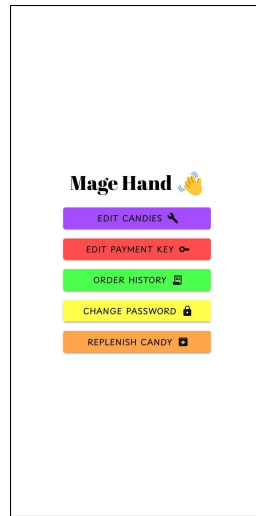 Mage Hand 👋
EDIT CANDIES
EDIT PAYMENT KEY
ORDER HISTORY
CHANGE PASSWORD
REPLENISH CANDY